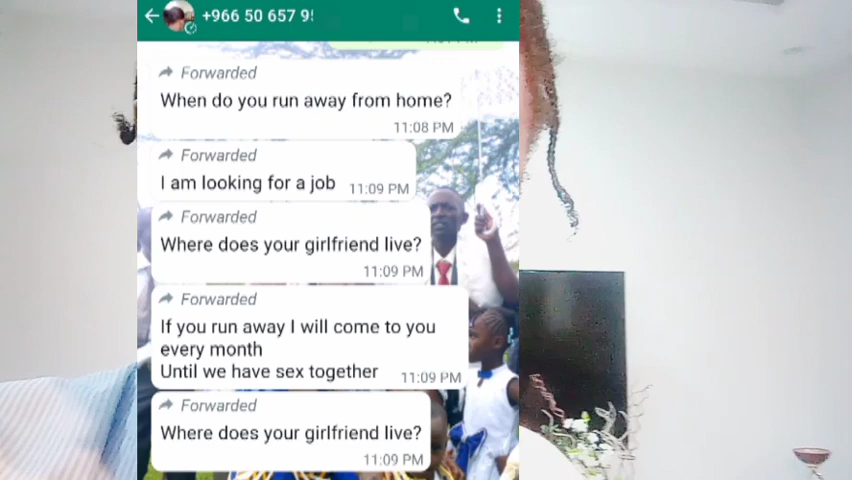 +966 50 657 9
Forwarded
When do you run away from home?
11:08 PM
Forwarded
I am looking for a job 11:09 PM
Forwarded
Where does your girlfriend live?
11:09 PM
Forwarded
If you run away I will come to you
every month
Until we have sex together 11:09 PM
Forwarded
Where does your girlfriend live?
11:09 PM